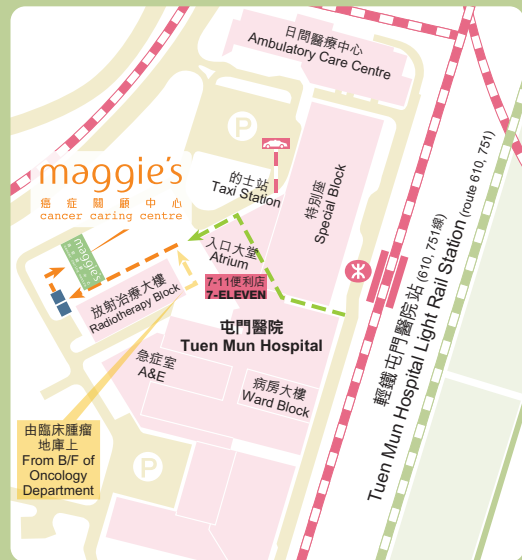 日間醫療中心
Ambulatory Care Centre
P
的士站
Taxi Station
特別座
Special Block
maggie's
癌症關顧中心
cancer caring centre
maggie's
入口大堂
Atrium
7-11便利店
7-ELEVEN
放射治療大樓
Radiotherapy Block
屯門醫院
Tuen Mun Hospital
急症室
A&E
病房大樓
Ward Block
輕鐵屯門醫院站 (610, 751線)
Tuen Mun Hospital Light Rail Station (route 610, 751)
由臨床腫瘤
地庫上
From B/F of
Oncology
Department
P